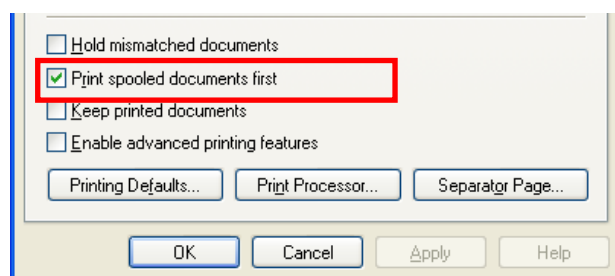 Hold mismatched documents
Print spooled documents first
Keep printed documents
Enable advanced printing features
Printing Defaults... Print Processor... Separator Page...
OK Cancel Apply Help